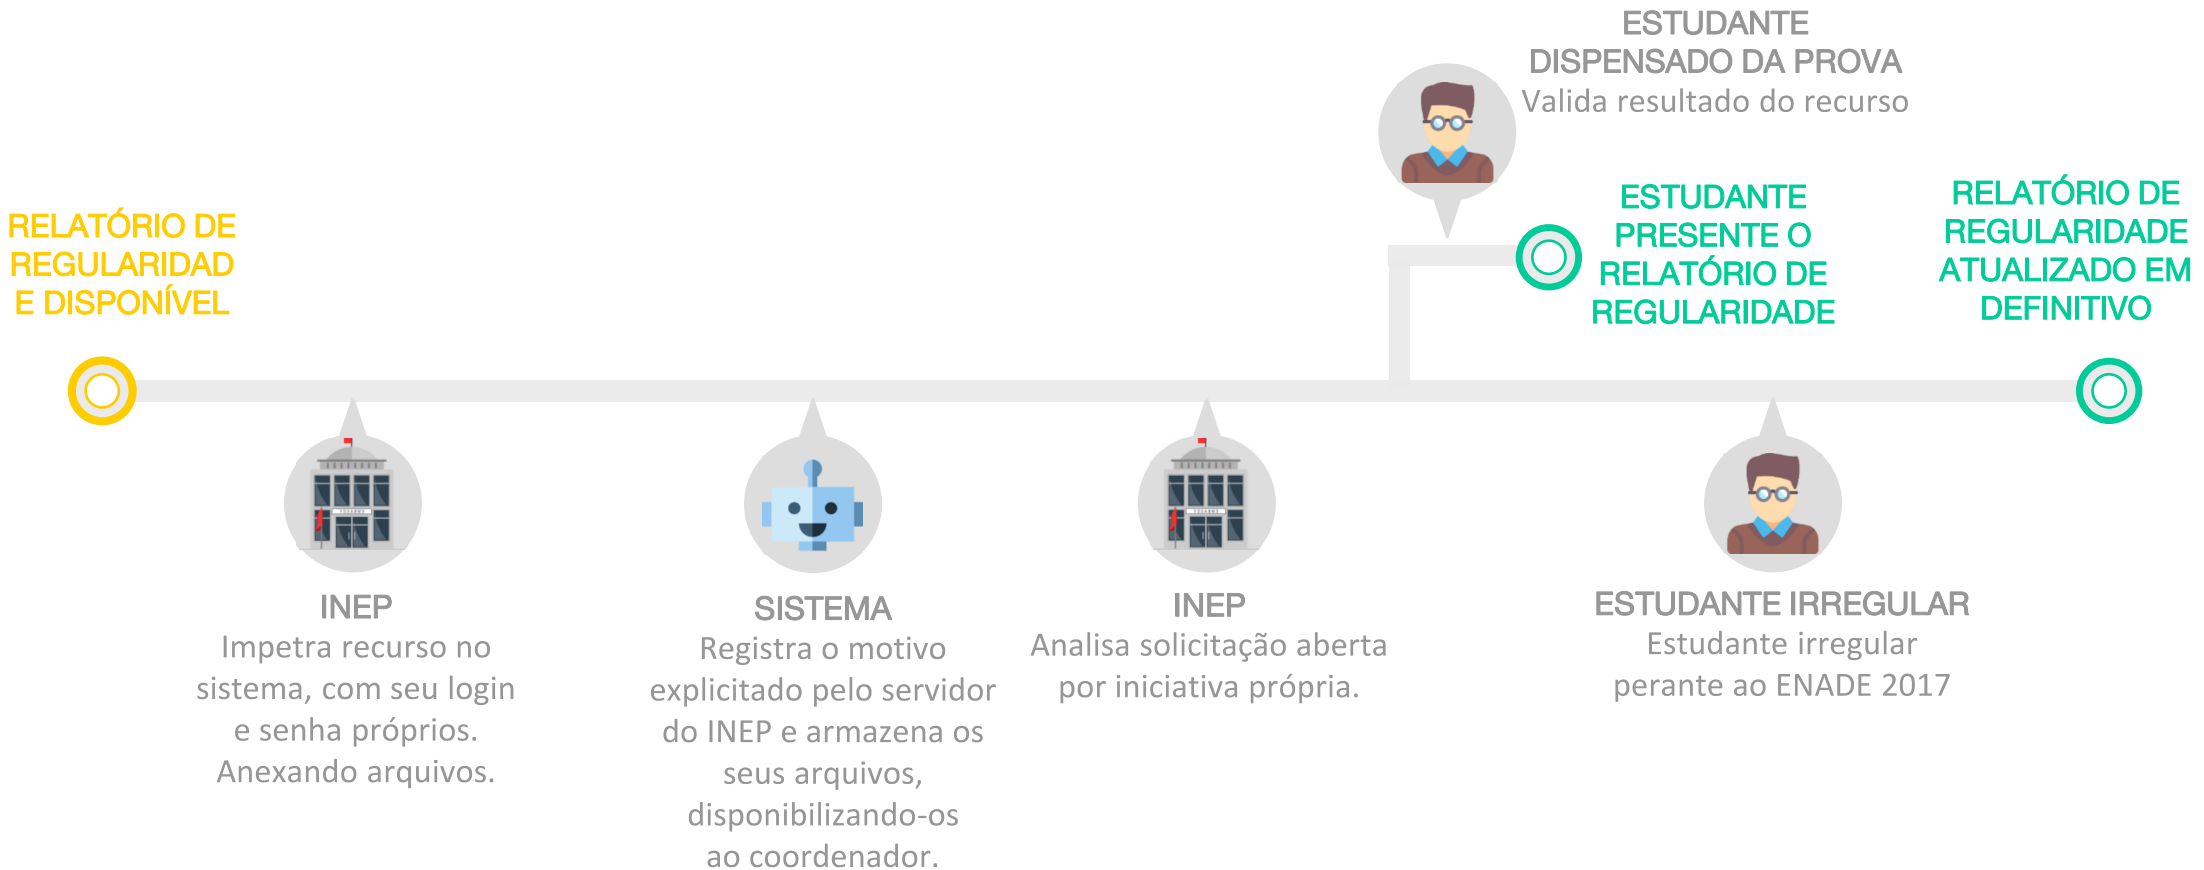 RELATÓRIO DE
REGULARIDAD
E DISPONÍVEL
INEP
Impetra recurso no
sistema, com seu login
e senha próprios.
Anexando arquivos.
SISTEMA
Registra o motivo
explicitado pelo servidor
do INEP e armazena os
seus arquivos,
disponibilizando-os
ao coordenador.
INEP
Analisa solicitação aberta
por iniciativa própria.
ESTUDANTE
DISPENSADO DA PROVA
Valida resultado do recurso
ESTUDANTE
PRESENTE O
RELATÓRIO DE
REGULARIDADE
ESTUDANTE IRREGULAR
Estudante irregular
perante ao ENADE 2017
RELATÓRIO DE
REGULARIDADE
ATUALIZADO EM
DEFINITIVO